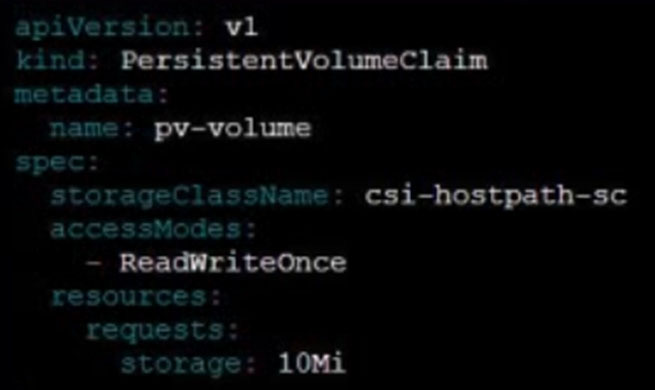 apiVersion: v1
kind: PersistentVolumeClaim
metadata:
  name: pv-volume
spec:
  storageClassName: csi-hostpath-sc
  accessModes:
    - ReadWriteOnce
  resources:
    requests:
      storage: 10Mi